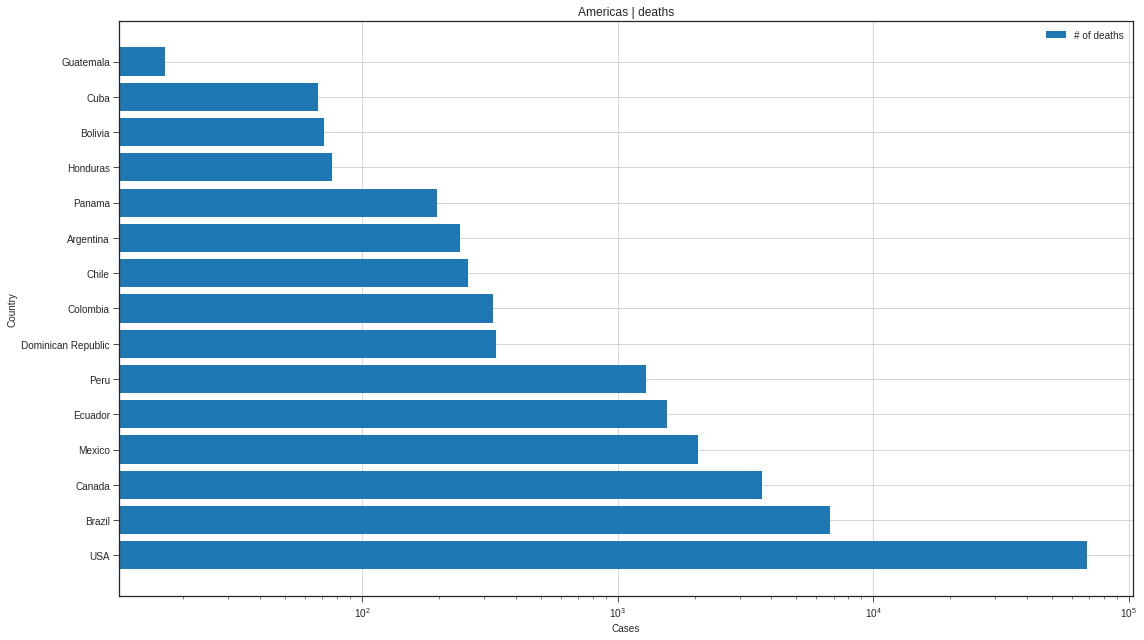 Americas | deaths
# of deaths
Guatemala
Cuba
Bolivia
Honduras
Panama
Argentina
Chile
Colombia
Dominican Republic
Peru
Ecuador
Mexico
Canada
Brazil
USA
Country
10² 10³ 10⁴ 10⁵
Cases